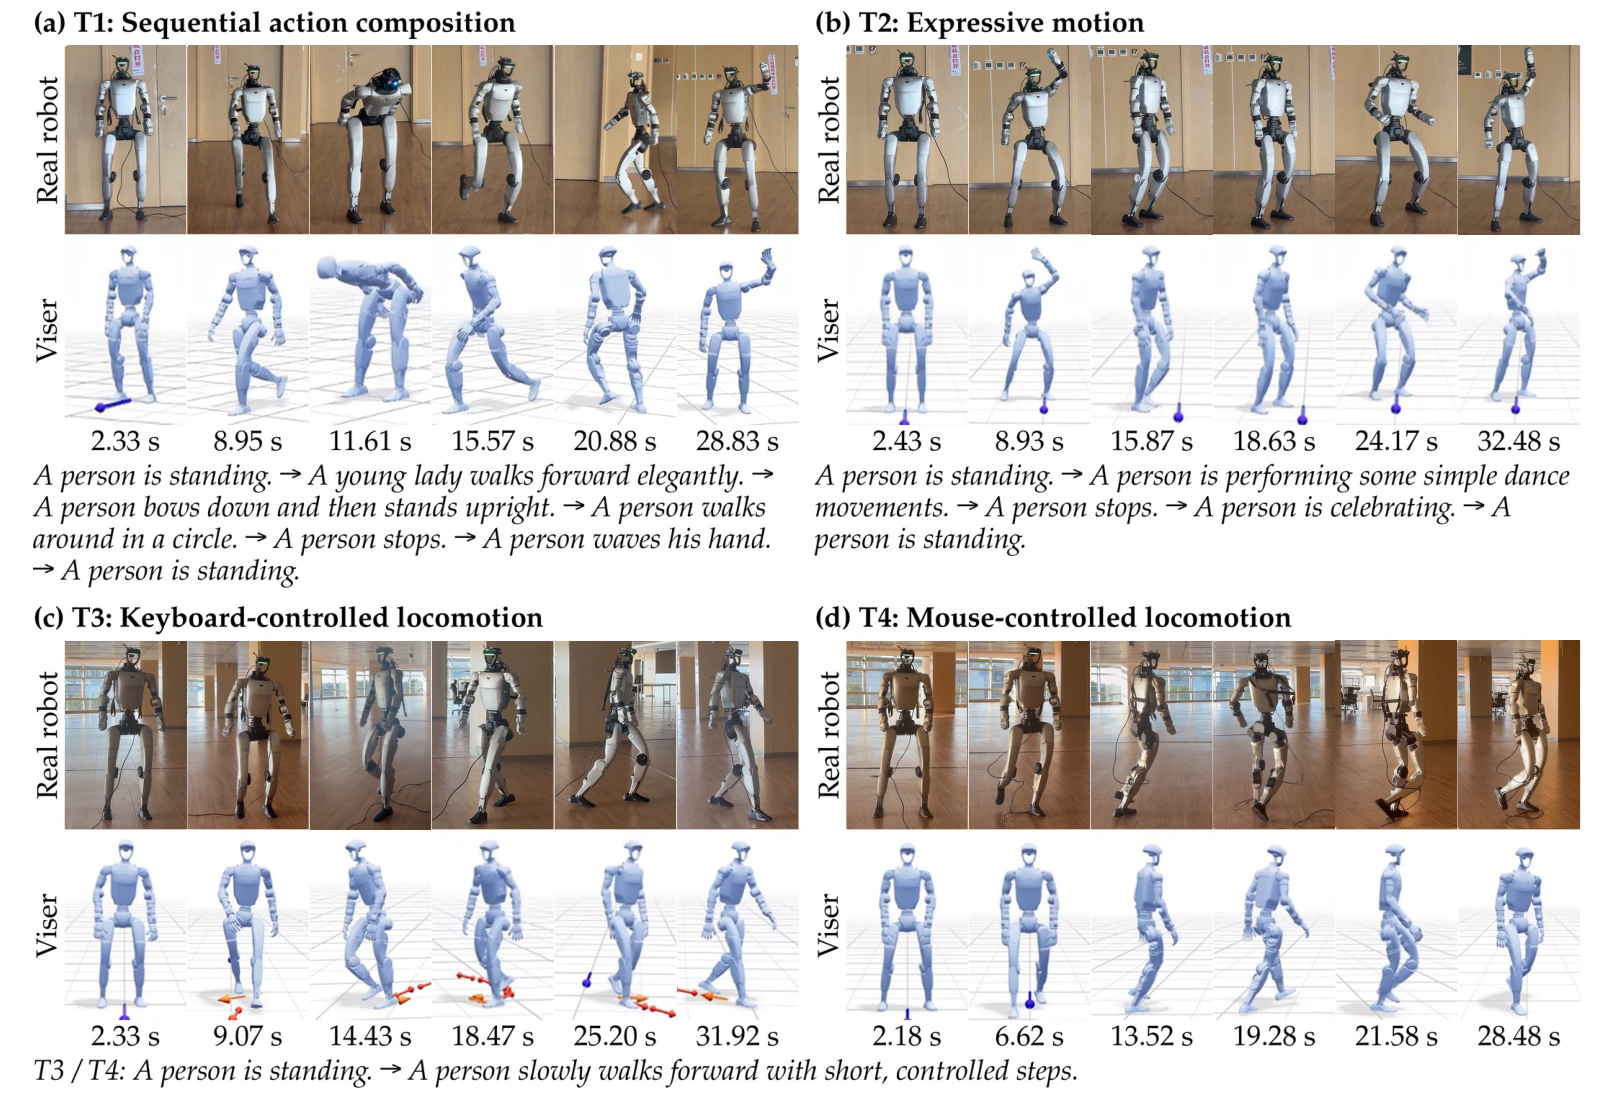 (a) T1: Sequential action composition
Real robot
Viser
2.33 s 8.95 s 11.61 s 15.57 s 20.88 s 28.83 s
A person is standing. → A young lady walks forward elegantly. →
A person bows down and then stands upright. → A person walks
around in a circle. → A person stops. → A person waves his hand.
→ A person is standing.
(b) T2: Expressive motion
Real robot
Viser
2.43 s 8.93 s 15.87 s 18.63 s 24.17 s 32.48 s
A person is standing. → A person is performing some simple dance
movements. → A person stops. → A person is celebrating. → A
person is standing.
(c) T3: Keyboard-controlled locomotion
Real robot
Viser
2.33 s 9.07 s 14.43 s 18.47 s 25.20 s 31.92 s
(d) T4: Mouse-controlled locomotion
Real robot
Viser
2.18 s 6.62 s 13.52 s 19.28 s 21.58 s 28.48 s
T3 / T4: A person is standing. → A person slowly walks forward with short, controlled steps.